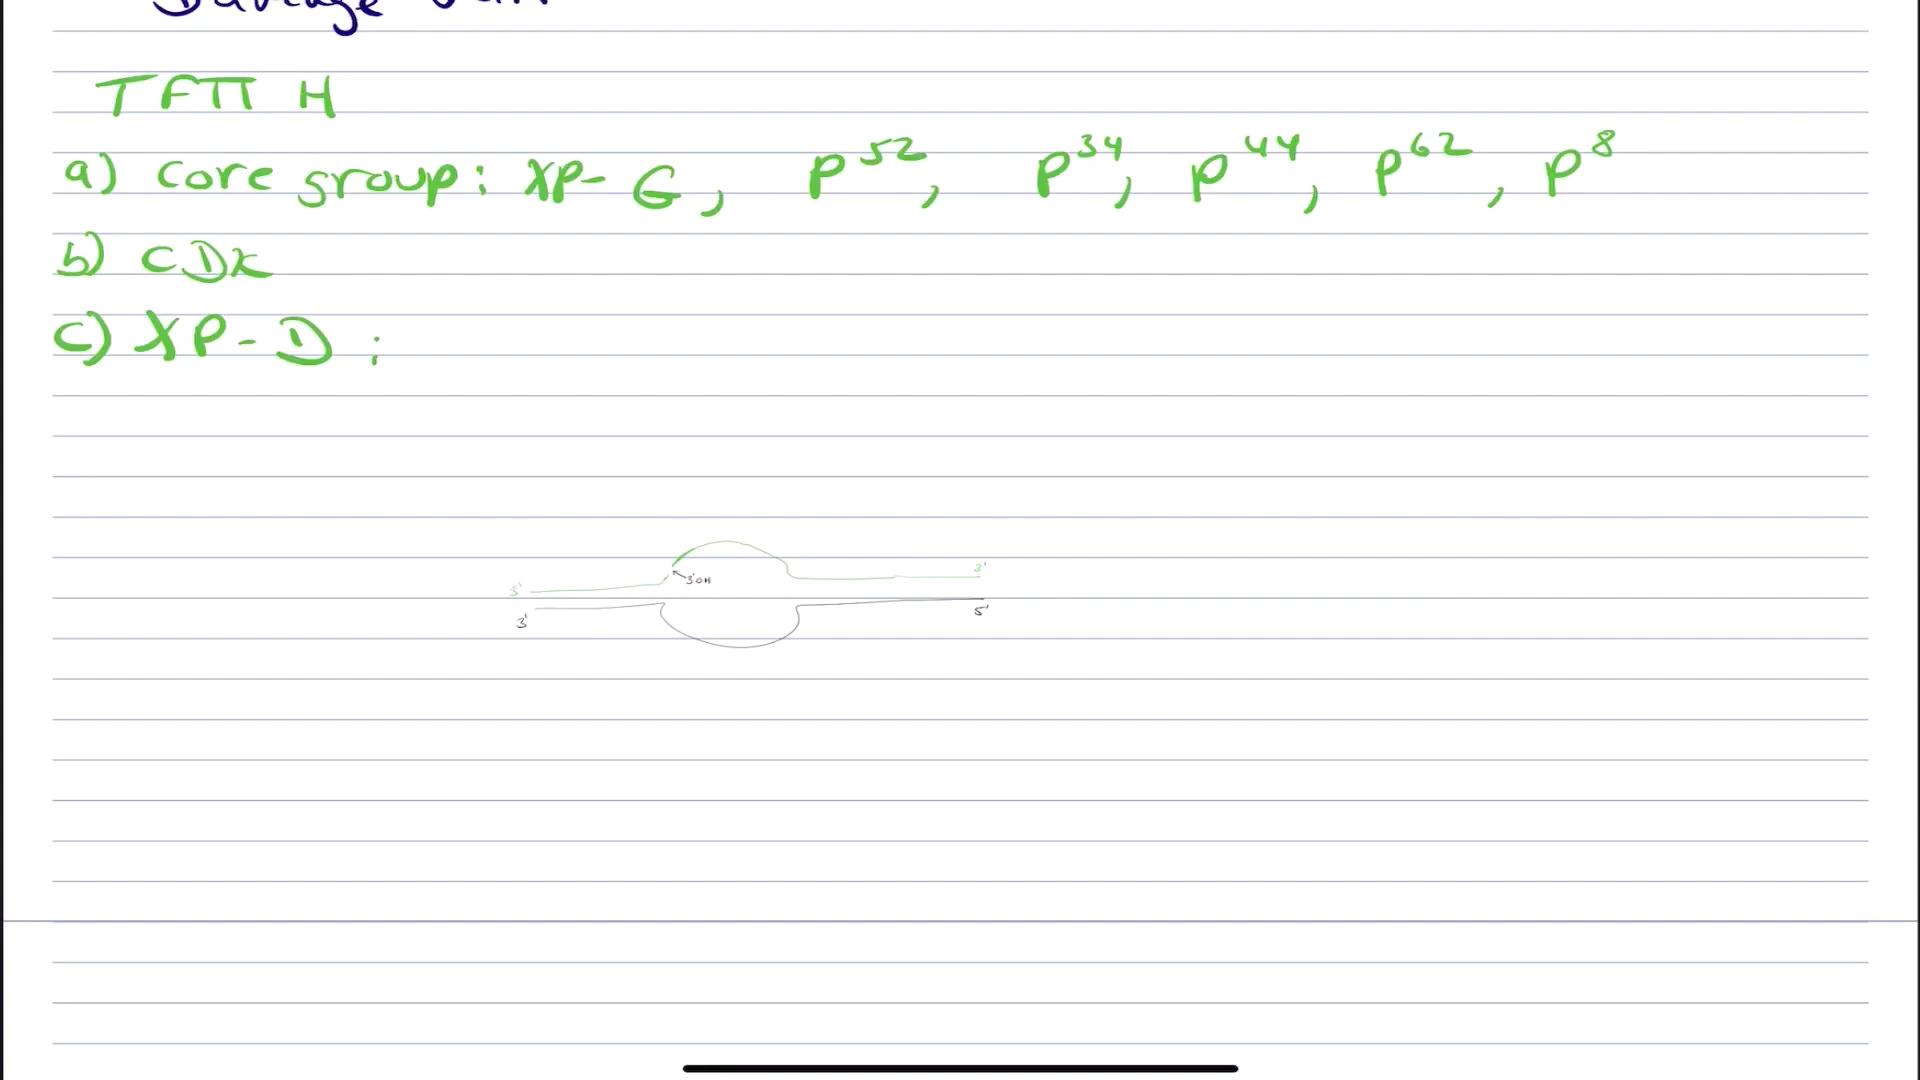 TFII H
a) core group: XP-G, P52, P34, P44, P62, P8
b) CDK
c) XP-D :
3'
3'OH
5'
5'
3'